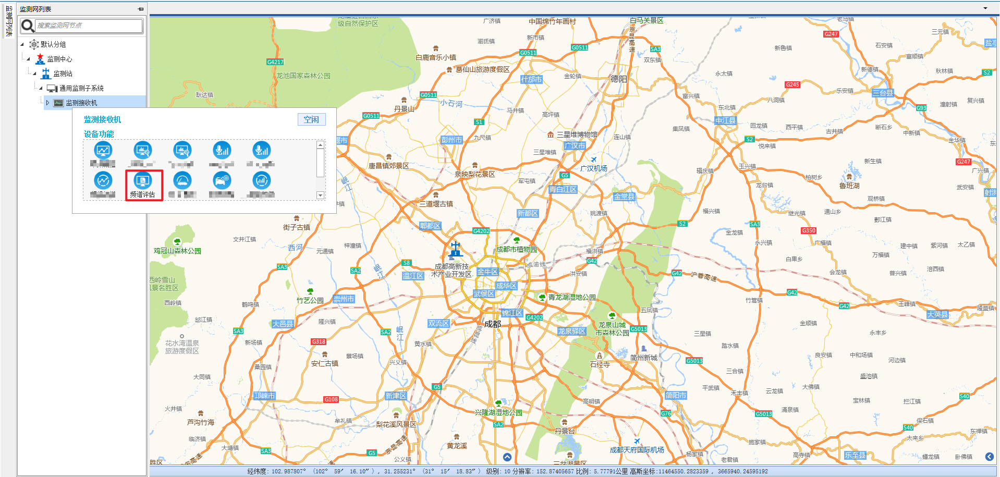 监测网列表
监测网列表
搜索监测网节点
默认分组
监测中心
监测站
通用监测子系统
监测接收机
监测接收机
空闲
设备功能
频谱评估
级自然保护区
广济镇
中国绵竹年画村
白马关景区
老马镇
G247
三元镇
新市镇
湔氐镇
京昆高速
G0511
G0511
SA3
石安镇
新鲁镇
富顺镇
白鹿音乐小镇
双东镇
G4217
葛仙山旅游度假区
新德镇
秋林镇
S2
龙池国家森林公园
什邡市
金轮镇
德阳
永太镇
G245
乐安镇
三台县
耿达镇
G0511
富兴镇
八洞镇
复兴镇
丹景山
小石河
马井镇
高坪镇
东北镇
G93
潼射镇
G0511
S1
中江县
回龙镇
西平镇
断石乡
集凤镇
古井镇
中新镇
三星堆博物馆
连山镇
彭州市
九尺镇
广汉市
S2
悦来镇
金华镇
三星堆镇
新生镇
G247
唐昌镇郊景区
广汉机场
玉兴镇
辑庆镇
广兴镇
泉映梨花景区
G5
柏树乡
军屯镇
龙台镇
鲁班湖
武安镇
岷江
青白江区
金堂县
观桥镇
三道堰古镇
福兴镇
继光镇
通山乡
新都区
姚渡镇
郪江镇
街子古镇
郫都区
G4202
S2
SA3
G350
金龙镇
文井江镇
西河
梓潼镇
元通镇
成都市植物园
福洪镇
永兴镇
广福镇
建中镇
紫河镇
太乙镇
鸡冠山森林公园
万福镇
SA3
SA2
S8
成都高新技
术产业开发区
成渝线
G42
白果乡
岷江
温江区
金牛区
洪安镇
G42
沪蓉高速
会龙镇
普兴镇
涪西镇
西岭雪山
成华区
武侯区
G42
竹艺公园
崇州市
青龙湖湿地公园
竹篙镇
G42
王峰镇
西岭镇
鹤鸣镇
五凤镇
隆盛镇
䢺江镇
大邑县
隆兴镇
锦江区
G4202
大英县
双流区
成都
龙泉山城
市森林公园
金顺镇
SA3
SA2
岷江
龙泉驿区
G5013
三星镇
永丰乡
花水湾温泉
旅游度假区
新场镇
G318
黄水镇
踏水镇
安仁古镇
蔡场镇
兴义镇
石经寺
简州新城
G5013
良安镇
中和场镇
河边镇
桑园镇
三合镇
大同镇
盛池镇
G5
平武镇
禾丰镇
云龙镇
大佛镇
邛崃市
G108
新津区
简阳市
宝林镇
拦江镇
S40
火井镇
高明镇
兴隆湖湿地公园
G76
G5013
涌泉镇
芦沟竹海
牟礼镇
梨花溪风景区
SA2
丹景台
保石镇
S40
临济镇
黄龙溪
京昆高速
太来乡
东禅镇
大塘镇
SA3
G5
成都天府国际机场
施家镇
公义镇
三岔湖景区
杨家镇
老君镇
高寺镇
乐至县
蟠龙镇
卧佛镇
经纬度: 102.987807° (102° 59′ 16.10″ ), 31.255231° (31° 15′ 18.83″ ) 级别: 10 分辨率: 152.87405657 比例: 5.77791公里 高斯坐标:11464550.2823359 , 3665940.24595192